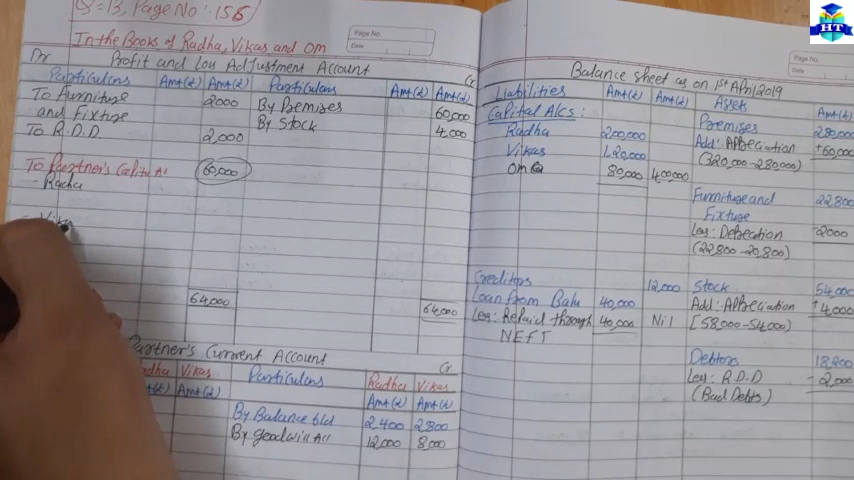 Q=13, Page No:-156
In the Books of Radha, Vikas and Om
Page No.
Date
Dr Profit and Loss Adjustment Account Cr
Particulars Amt(₹) Amt(₹) Particulars Amt(₹) Amt(₹)
To Furniture 2000 By Premises 60,000
and Fixture By Stock 4,000
To R.D.D. 2,000
To Partner's Capital A/c 60,000
- Radha
- Vikas
64,000 64,000
Partner's Current Account
Cr
Radha Vikas Particulars Radha Vikas
Amt(₹) Amt(₹) Amt(₹) Amt(₹)
By Balance b/d 2,400 2,800
By Goodwill A/c 12,000 8,000
Page No.
Date
HT
Balance sheet as on 1st April 2019
Liabilities Amt(₹) Amt(₹) Assets Amt(₹)
Capital A/cs: Premises 280,000
Radha 200,000 Add: Appreciation +60,000
Vikas 1,20,000 (320,000-280,000)
Om 80,000 400,000
Furniture and 22,800
Fixture
Less: Depreciation -2000
(22,800-20,800)
Creditors 12,000 Stock 54,000
Loan from Balu 40,000 Add: Appreciation +4,000
Less: Repaid through 40,000 Nil [58,000-54,000)
NEFT
Debtors 18,200
Less: R.D.D -2,000
(Bad Debts)